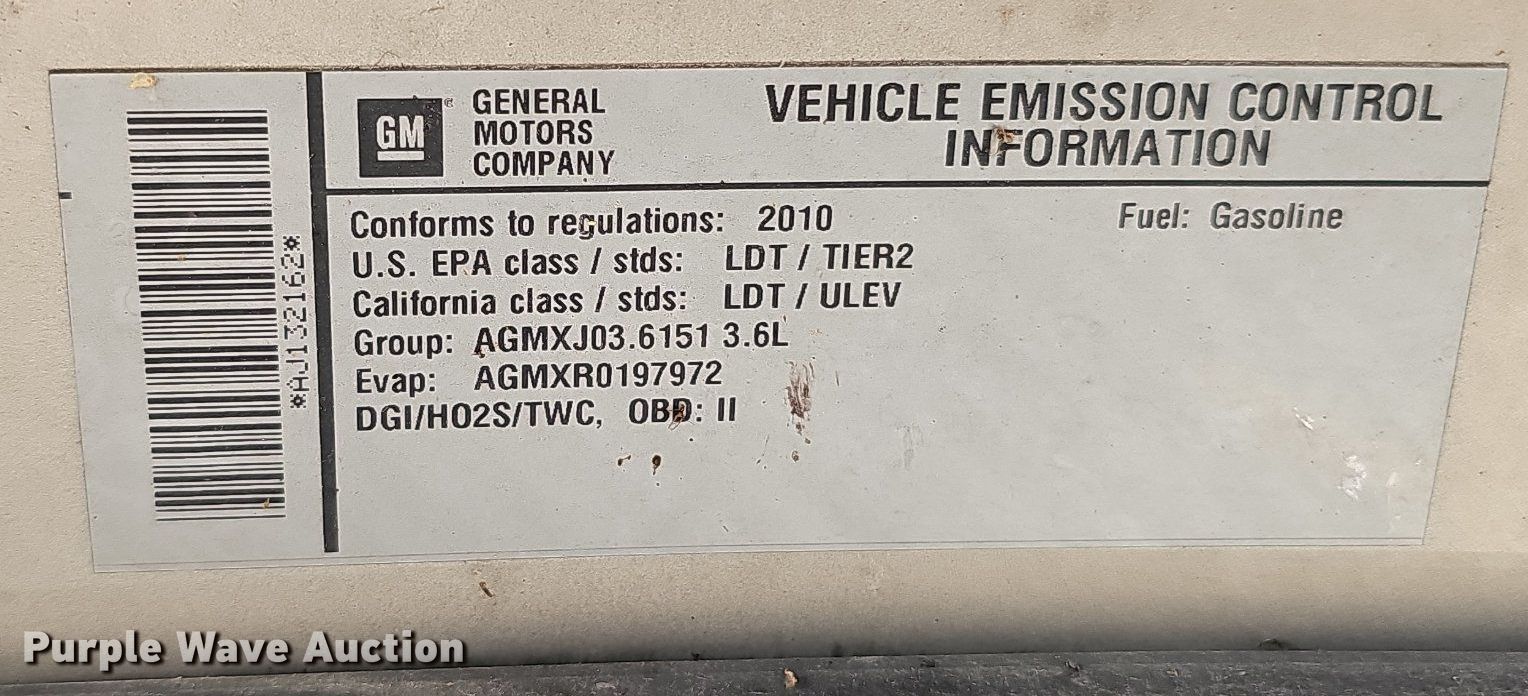 GM ® GENERAL
MOTORS
COMPANY
VEHICLE EMISSION CONTROL
INFORMATION
Conforms to regulations: 2010 Fuel: Gasoline
U.S. EPA class / stds: LDT / TIER2
California class / stds: LDT / ULEV
Group: AGMXJ03.6151 3.6L
Evap: AGMXR0197972
DGI/HO2S/TWC, OBD: II
*AJ132162*
Purple Wave Auction